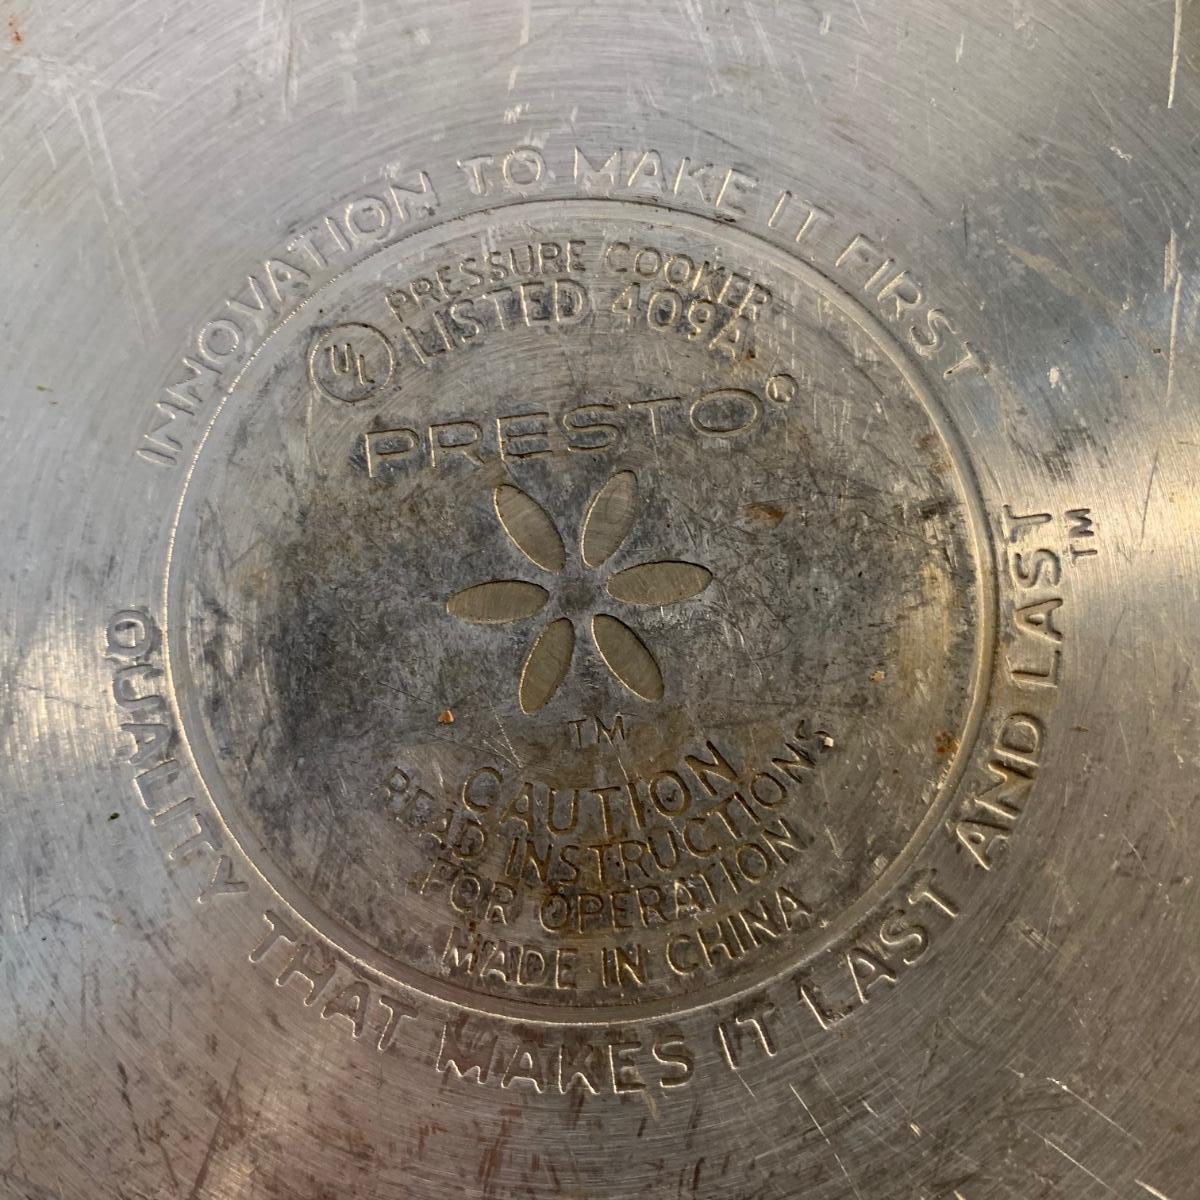 INNOVATION TO MAKE IT FIRST
QUALITY THAT MAKES IT LAST AND LAST™
UL
PRESSURE COOKER
LISTED 409A
PRESTO®
TM
CAUTION
READ INSTRUCTIONS
FOR OPERATION
MADE IN CHINA